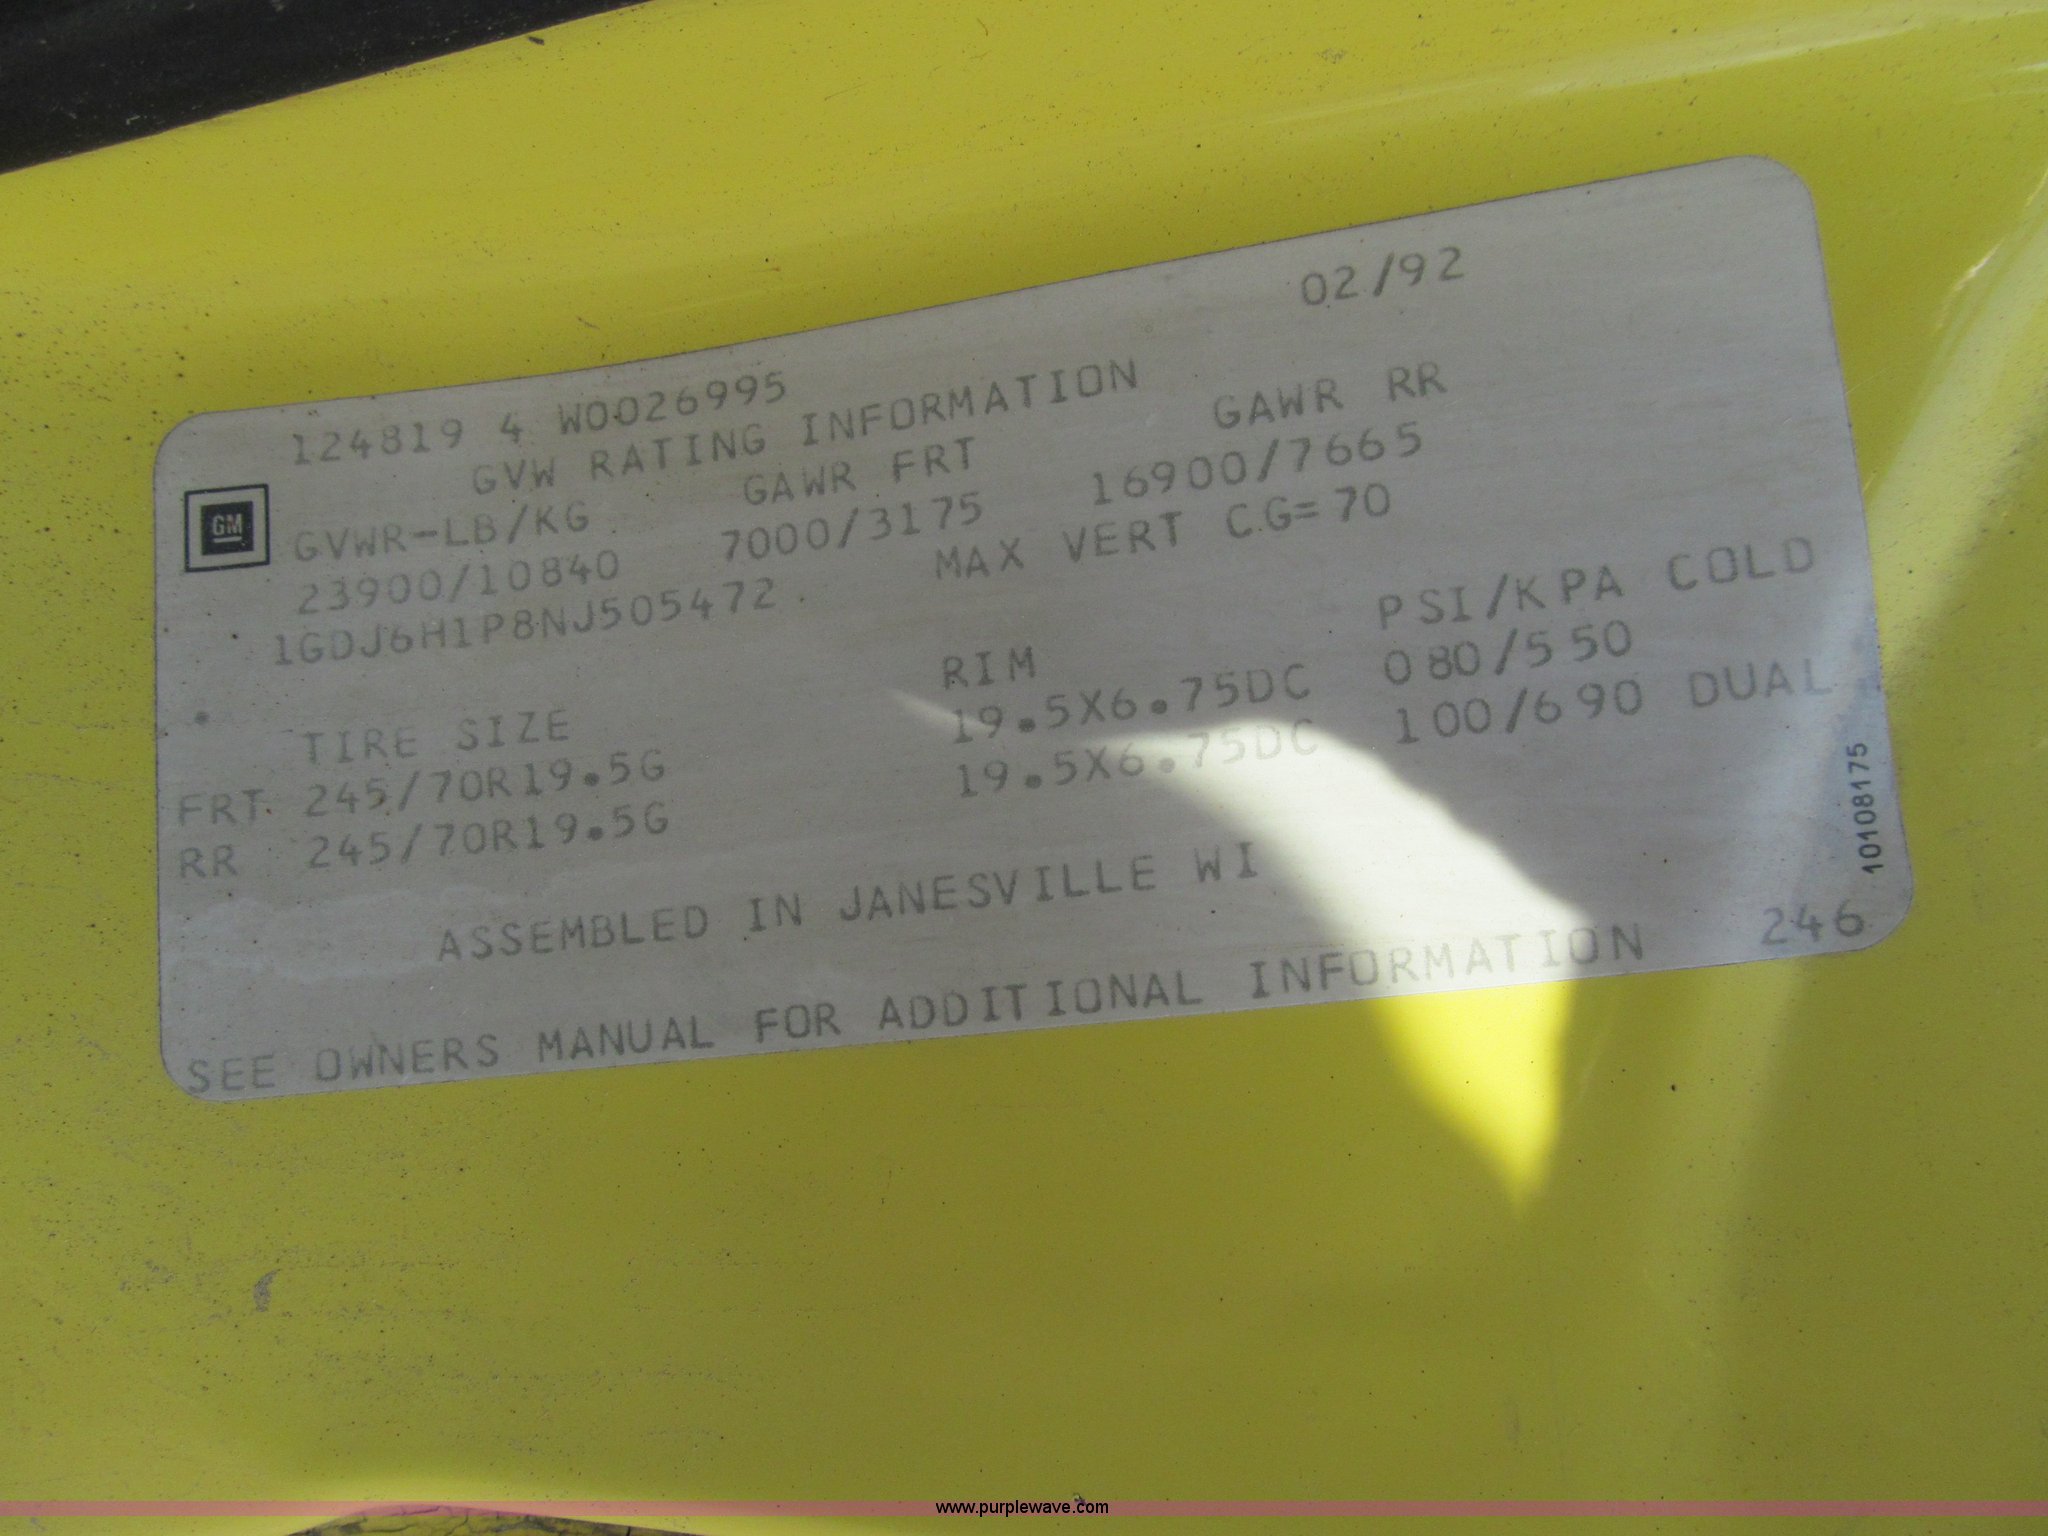 02/92
124819 4 W0026995
GVW RATING INFORMATION
GM
GVWR-LB/KG GAWR FRT GAWR RR
23900/10840 7000/3175 16900/7665
1GDJ6H1P8NJ505472 MAX VERT C.G=70
TIRE SIZE RIM PSI/KPA COLD
FRT 245/70R19.5G 19.5X6.75DC 080/550
RR 245/70R19.5G 19.5X6.75DC 100/690 DUAL
10108175
ASSEMBLED IN JANESVILLE WI
246
SEE OWNERS MANUAL FOR ADDITIONAL INFORMATION
www.purplewave.com